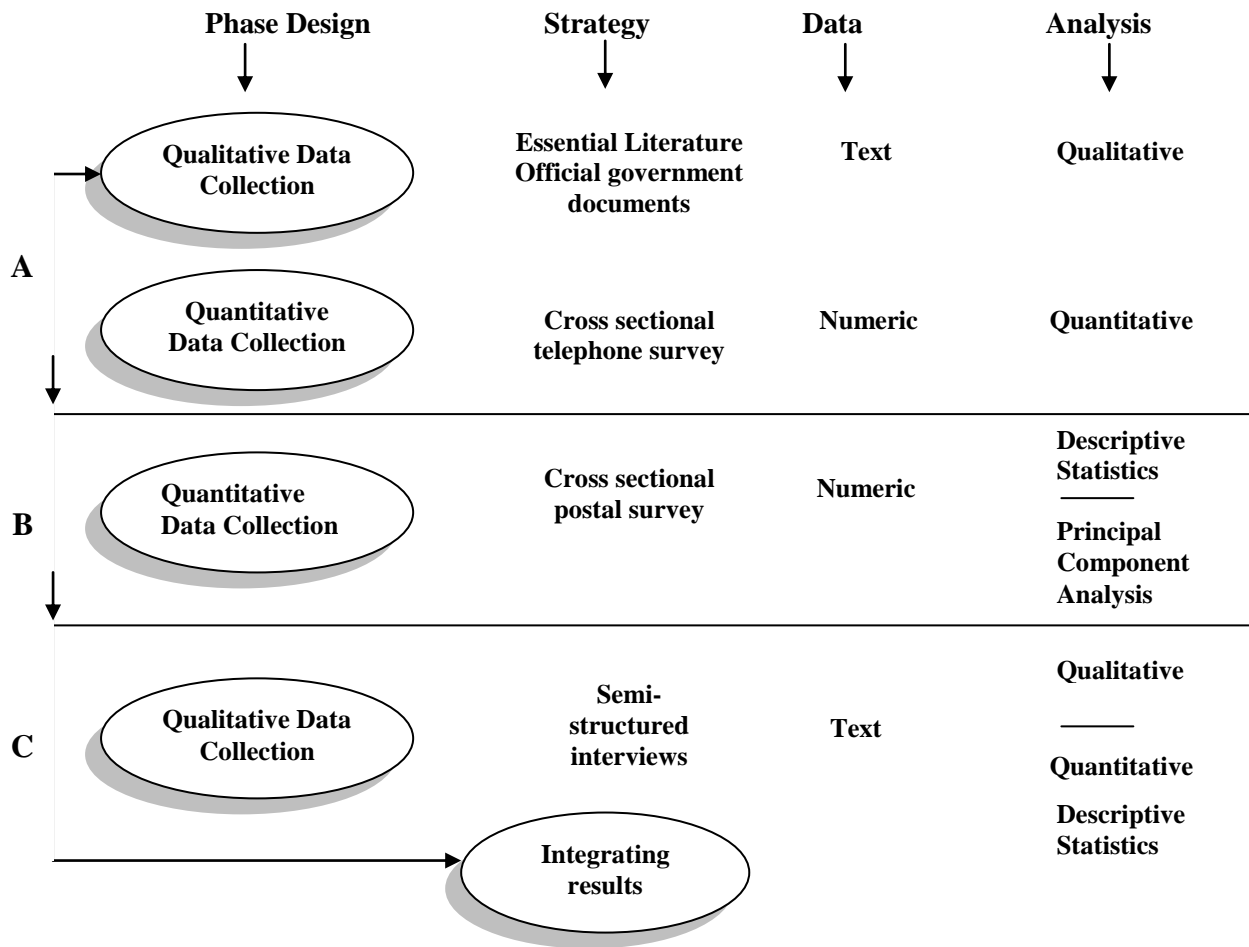 Phase Design Strategy Data Analysis
A
Qualitative Data
Collection
Essential Literature
Official government
documents
Text
Qualitative
Quantitative
Data Collection
Cross sectional
telephone survey
Numeric
Quantitative
B
Quantitative
Data Collection
Cross sectional
postal survey
Numeric
Descriptive
Statistics
Principal
Component
Analysis
C
Qualitative Data
Collection
Semi-
structured
interviews
Text
Qualitative
Quantitative
Descriptive
Statistics
Integrating
results